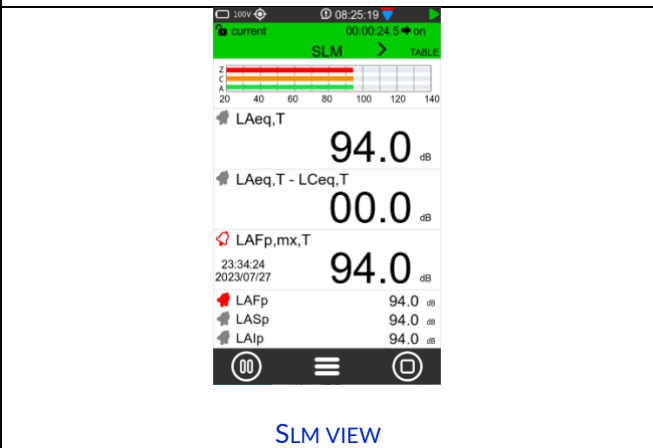 100V ① 08:25:19
current 00:00:24.5 → on
SLM > TABLE
Z
C
A
20 40 60 80 100 120 140
LAeq,T
94.0 dB
LAeq,T - LCeq,T
00.0 dB
LAFp,mx,T
23:34:24
2023/07/27
94.0 dB
LAFp 94.0 dB
LASp 94.0 dB
LAIp 94.0 dB
SLM VIEW